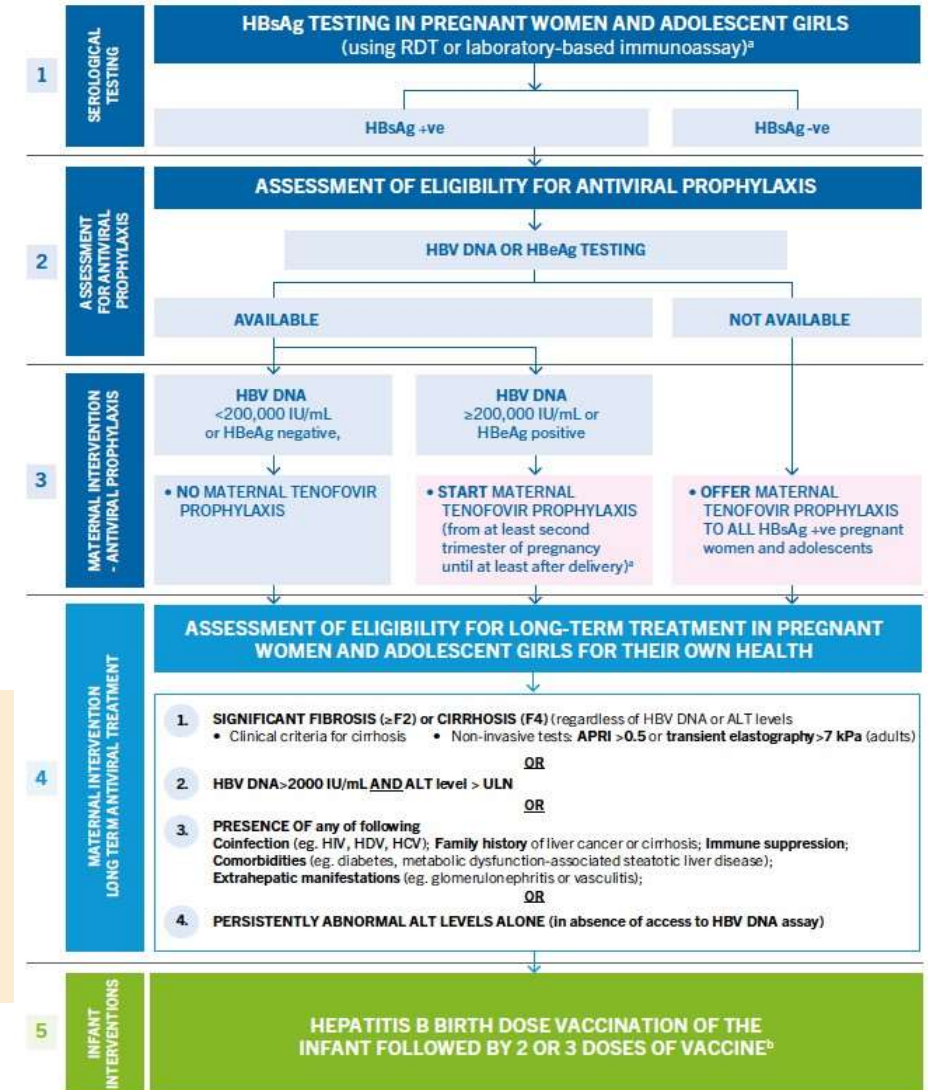 HBsAg TESTING IN PREGNANT WOMEN AND ADOLESCENT GIRLS
(using RDT or laboratory-based immunoassay)ᵃ
1
SEROLOGICAL
TESTING
HBsAg +ve
HBsAg -ve
2
ASSESSMENT
FOR ANTIVIRAL
PROPHYLAXIS
ASSESSMENT OF ELIGIBILITY FOR ANTIVIRAL PROPHYLAXIS
HBV DNA OR HBeAg TESTING
AVAILABLE
NOT AVAILABLE
3
MATERNAL INTERVENTION
- ANTIVIRAL PROPHYLAXIS
HBV DNA
<200,000 IU/mL
or HBeAg negative,
HBV DNA
≥200,000 IU/mL or
HBeAg positive
• NO MATERNAL TENOFOVIR
PROPHYLAXIS
• START MATERNAL
TENOFOVIR PROPHYLAXIS
(from at least second
trimester of pregnancy
until at least after delivery)ᵃ
• OFFER MATERNAL
TENOFOVIR PROPHYLAXIS
TO ALL HBsAg +ve pregnant
women and adolescents
4
MATERNAL INTERVENTION
LONG TERM ANTIVIRAL TREATMENT
ASSESSMENT OF ELIGIBILITY FOR LONG-TERM TREATMENT IN PREGNANT
WOMEN AND ADOLESCENT GIRLS FOR THEIR OWN HEALTH
1. SIGNIFICANT FIBROSIS (≥F2) or CIRRHOSIS (F4) (regardless of HBV DNA or ALT levels
• Clinical criteria for cirrhosis • Non-invasive tests: APRI >0.5 or transient elastography>7 kPa (adults)
OR
2. HBV DNA>2000 IU/mL AND ALT level > ULN
OR
3. PRESENCE OF any of following
Coinfection (eg. HIV, HDV, HCV); Family history of liver cancer or cirrhosis; Immune suppression;
Comorbidities (eg. diabetes, metabolic dysfunction-associated steatotic liver disease);
Extrahepatic manifestations (eg. glomerulonephritis or vasculitis);
OR
4. PERSISTENTLY ABNORMAL ALT LEVELS ALONE (in absence of access to HBV DNA assay)
5
INFANT
INTERVENTIONS
HEPATITIS B BIRTH DOSE VACCINATION OF THE
INFANT FOLLOWED BY 2 OR 3 DOSES OF VACCINEᵇ